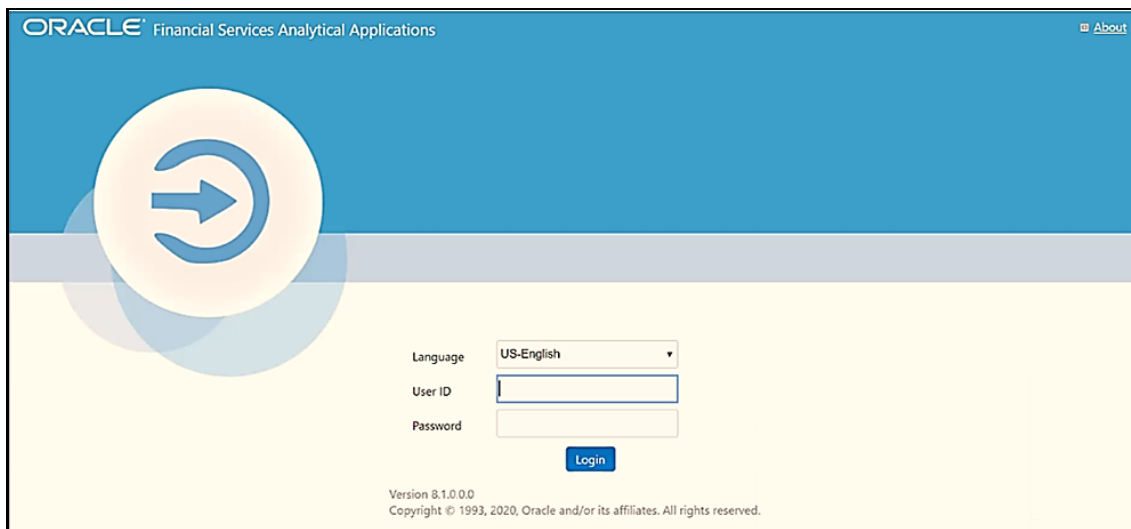 ORACLE® Financial Services Analytical Applications
About
Language US-English
User ID
Password
Login
Version 8.1.0.0.0
Copyright © 1993, 2020, Oracle and/or its affiliates. All rights reserved.